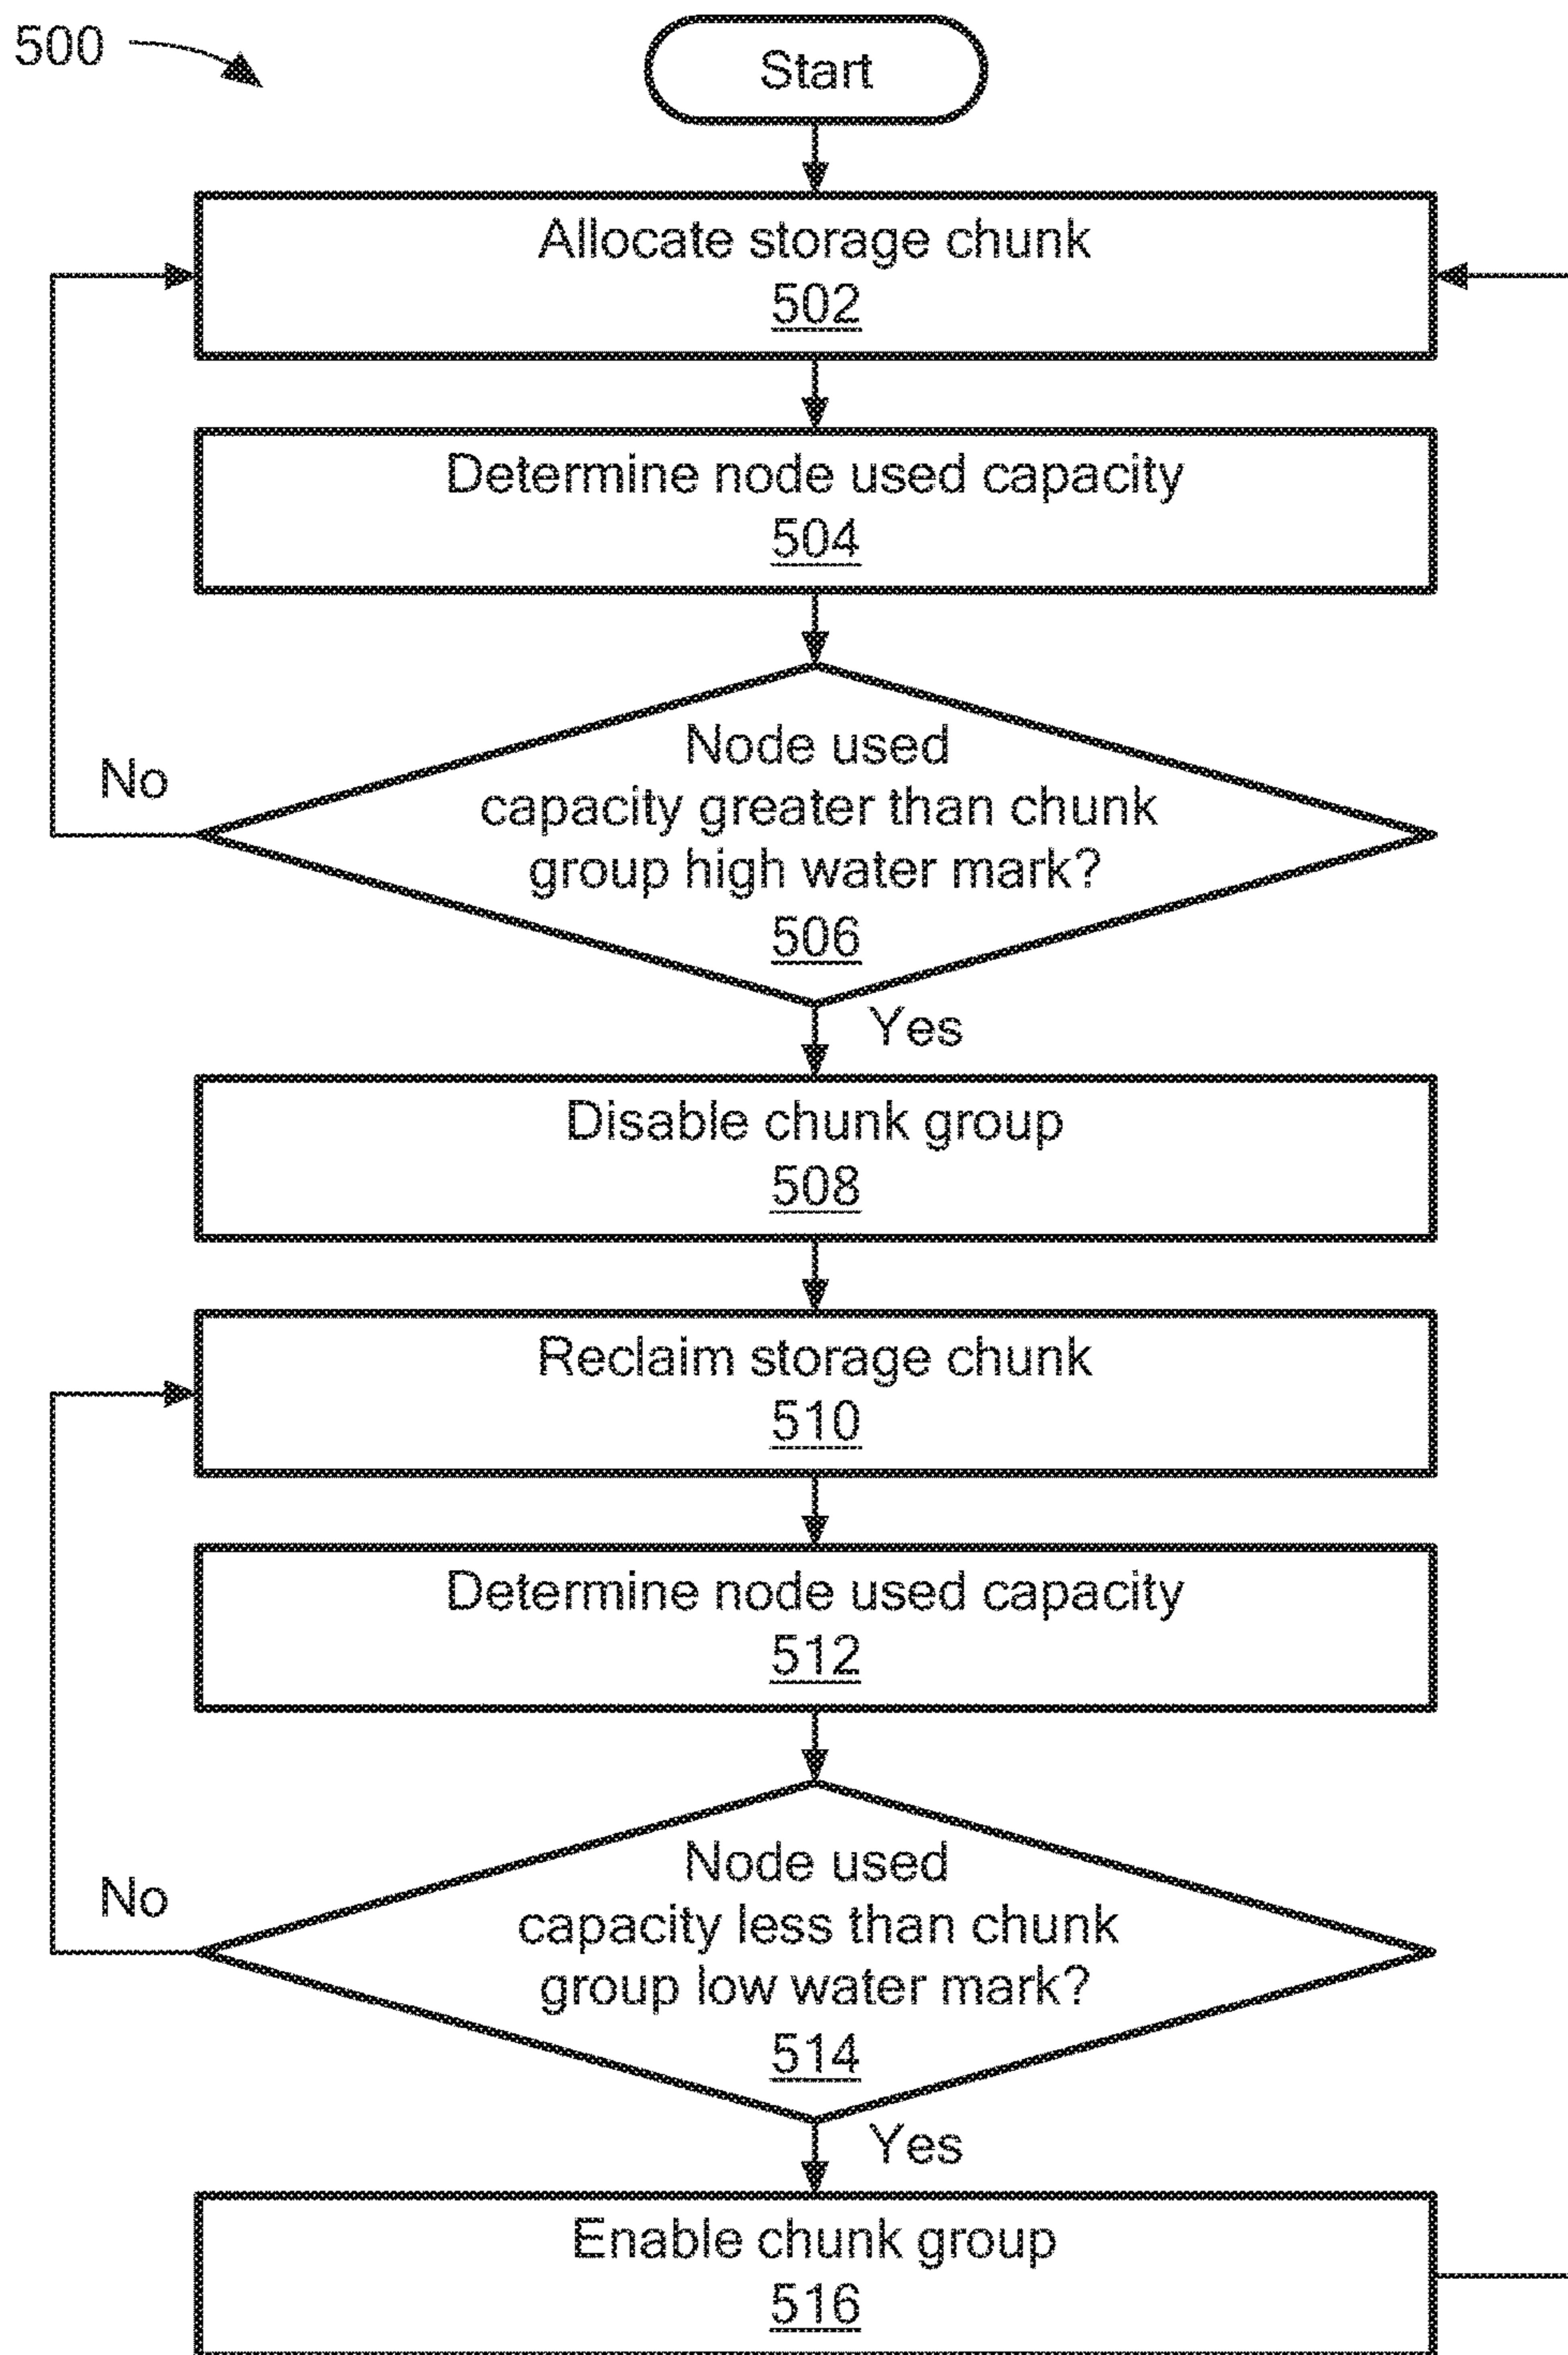 500
Start
Allocate storage chunk
502
Determine node used capacity
504
Node used
capacity greater than chunk
group high water mark?
506
No
Yes
Disable chunk group
508
Reclaim storage chunk
510
Determine node used capacity
512
Node used
capacity less than chunk
group low water mark?
514
No
Yes
Enable chunk group
516